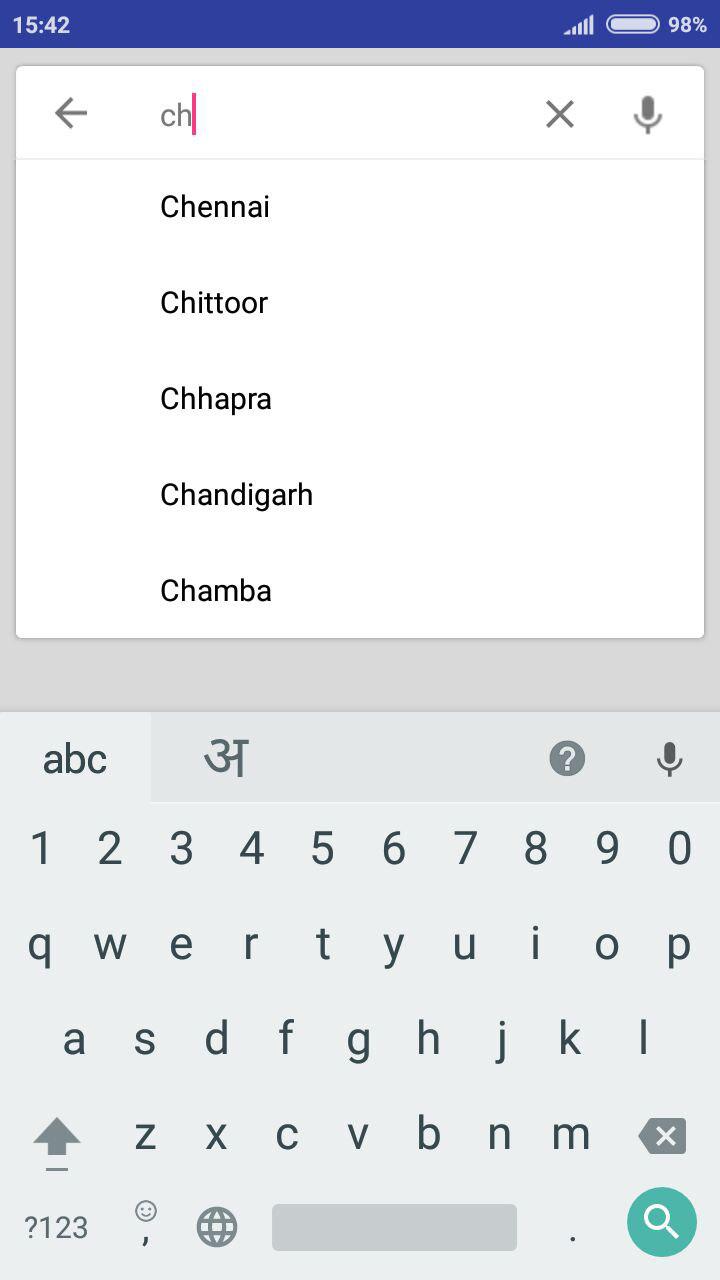 15:42 98%
ch
Chennai
Chittoor
Chhapra
Chandigarh
Chamba
abc अ ?
1 2 3 4 5 6 7 8 9 0
q w e r t y u i o p
a s d f g h j k l
z x c v b n m
?123 , .